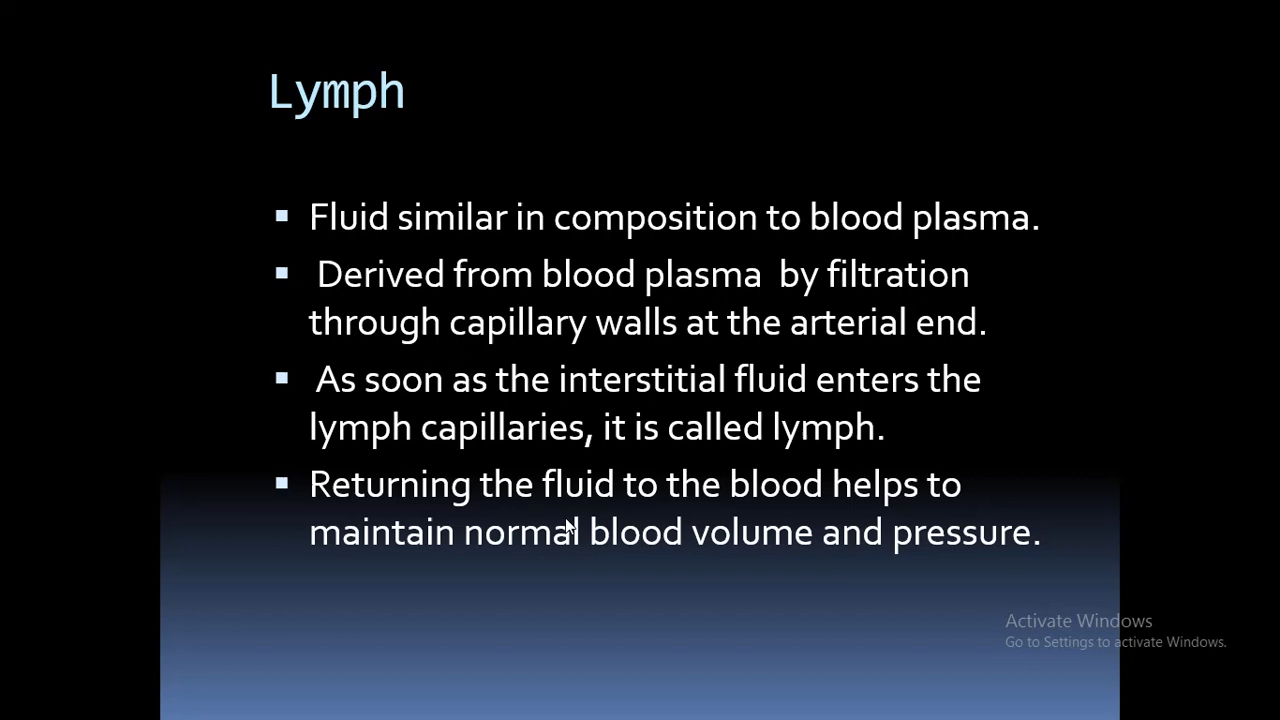 Lymph
▪ Fluid similar in composition to blood plasma.
▪ Derived from blood plasma by filtration
through capillary walls at the arterial end.
▪ As soon as the interstitial fluid enters the
lymph capillaries, it is called lymph.
▪ Returning the fluid to the blood helps to
maintain normal blood volume and pressure.
Activate Windows
Go to Settings to activate Windows.